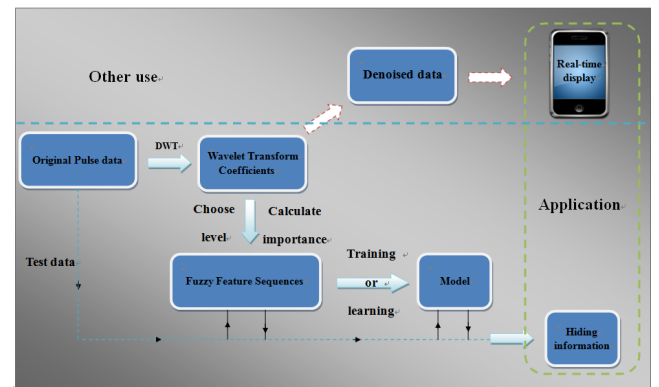 Other use
Denoised data
Real-time
display
Original Pulse data
DWT
Wavelet Transform
Coefficients
Choose
level
Calculate
importance
Application
Test data
Fuzzy Feature Sequences
Training
or
learning
Model
Hiding
information